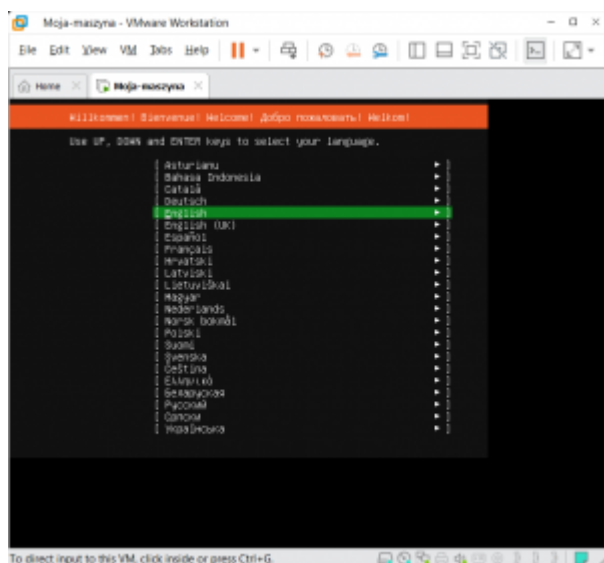 Moja-maszyna - VMware Workstation
File Edit View VM Tabs Help
Home
Moja-maszyna
Willkommen! Bienvenue! Welcome! Добро пожаловать! Welkom!
Use UP, DOWN and ENTER keys to select your language.
[ Asturianu ▸ ]
[ Bahasa Indonesia ▸ ]
[ Català ▸ ]
[ Deutsch ▸ ]
[ English ▸ ]
[ English (UK) ▸ ]
[ Español ▸ ]
[ Français ▸ ]
[ Hrvatski ▸ ]
[ Latviski ▸ ]
[ Lietuviškai ▸ ]
[ Magyar ▸ ]
[ Nederlands ▸ ]
[ Norsk bokmål ▸ ]
[ Polski ▸ ]
[ Suomi ▸ ]
[ Svenska ▸ ]
[ Čeština ▸ ]
[ Ελληνικά ▸ ]
[ Беларуская ▸ ]
[ Русский ▸ ]
[ Српски ▸ ]
[ Українська ▸ ]
To direct input to this VM, click inside or press Ctrl+G.